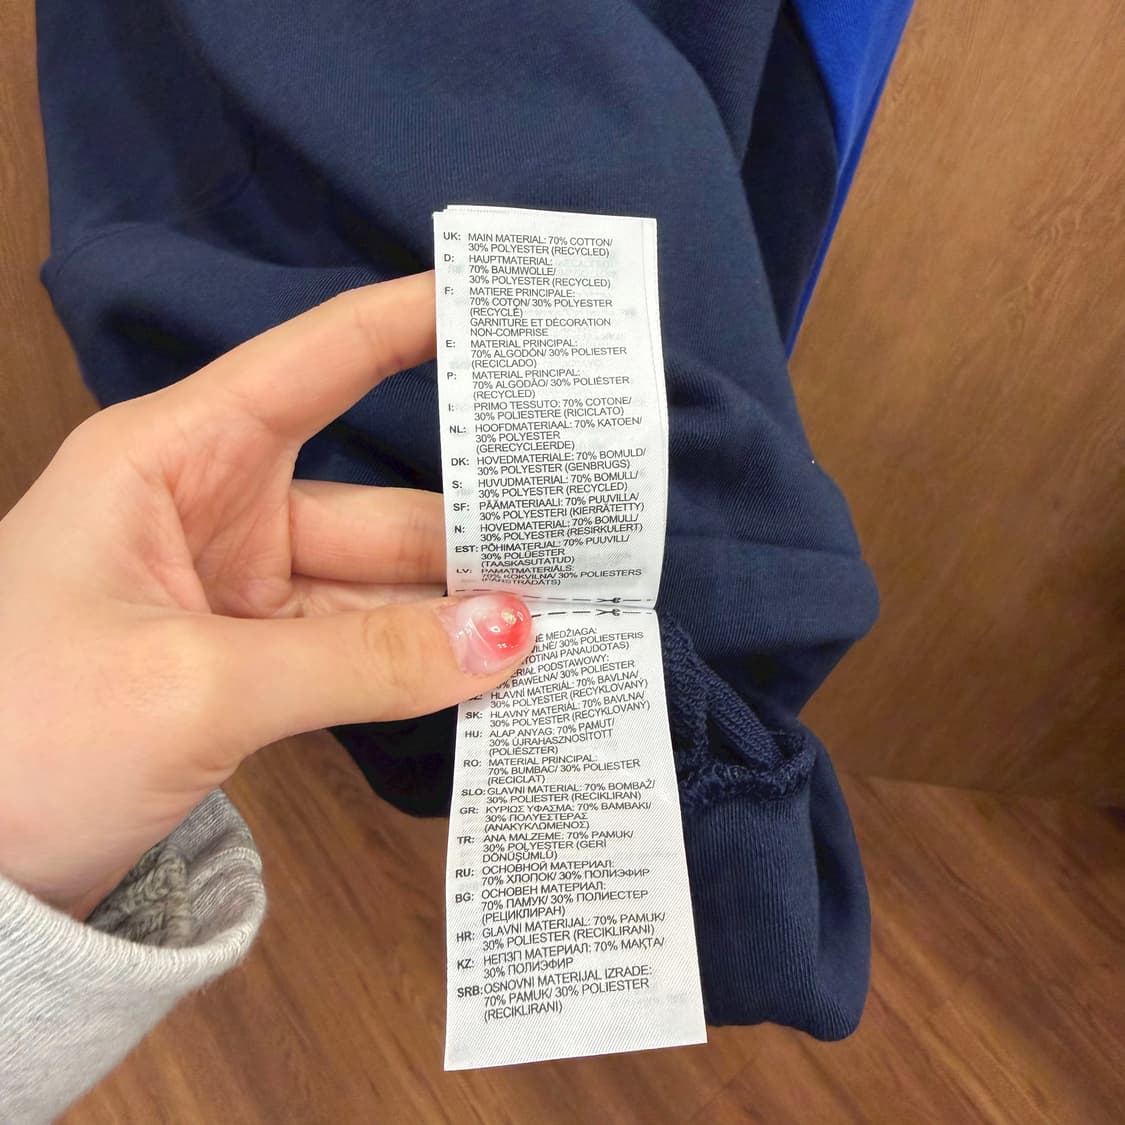 UK: MAIN MATERIAL: 70% COTTON/
30% POLYESTER (RECYCLED)
D: HAUPTMATERIAL:
70% BAUMWOLLE/
30% POLYESTER (RECYCLED)
F: MATIERE PRINCIPALE:
70% COTON/ 30% POLYESTER
(RECYCLÉ)
GARNITURE ET DÉCORATION
NON-COMPRISE
E: MATERIAL PRINCIPAL:
70% ALGODÓN/ 30% POLIESTER
(RECICLADO)
P: MATERIAL PRINCIPAL:
70% ALGODÃO/ 30% POLIÉSTER
(RECYCLED)
I: PRIMO TESSUTO: 70% COTONE/
30% POLIESTERE (RICICLATO)
NL: HOOFDMATERIAAL: 70% KATOEN/
30% POLYESTER
(GERECYCLEERDE)
DK: HOVEDMATERIALE: 70% BOMULD/
30% POLYESTER (GENBRUGS)
S: HUVUDMATERIAL: 70% BOMULL/
30% POLYESTER (RECYCLED)
SF: PÄÄMATERIAALI: 70% PUUVILLA/
30% POLYESTERI (KIERRÄTETTY)
N: HOVEDMATERIAL: 70% BOMULL/
30% POLYESTER (RESIRKULERT)
EST: PÕHIMATERJAL: 70% PUUVILL/
30% POLÜESTER
(TAASKASUTATUD)
LV: PAMATMATERIĀLS:
70% KOKVILNA/ 30% POLIESTERS
(PĀRSTRĀDĀTS)
MEDŽIAGA:
30% POLIESTERIS
PANAUDOTAS)
PODSTAWOWY:
BAWEŁNA/ 30% POLIESTER
HLAVNÍ MATERIÁL: 70% BAVLNA/
30% POLYESTER (RECYKLOVANÝ)
SK: HLAVNÝ MATERIÁL: 70% BAVLNA/
30% POLYESTER (RECYKLOVANÝ)
HU: ALAP ANYAG: 70% PAMUT/
30% ÚJRAHASZNOSÍTOTT
(POLIÉSZTER)
RO: MATERIAL PRINCIPAL:
70% BUMBAC/ 30% POLIESTER
(RECICLAT)
SLO: GLAVNI MATERIAL: 70% BOMBAŽ/
30% POLIESTER (RECIKLIRAN)
GR: ΚΥΡΙΩΣ ΥΦΑΣΜΑ: 70% ΒΑΜΒΑΚΙ/
30% ΠΟΛΥΕΣΤΕΡΑΣ
(ΑΝΑΚΥΚΛΩΜΕΝΟΣ)
TR: ANA MALZEME: 70% PAMUK/
30% POLYESTER (GERİ
DÖNÜŞÜMLÜ)
RU: ОСНОВНОЙ МАТЕРИАЛ:
70% ХЛОПОК/ 30% ПОЛИЭФИР
BG: ОСНОВЕН МАТЕРИАЛ:
70% ПАМУК/ 30% ПОЛИЕСТЕР
(РЕЦИКЛИРАН)
HR: GLAVNI MATERIJAL: 70% PAMUK/
30% POLIESTER (RECIKLIRANI)
KZ: НЕГІЗГІ МАТЕРИАЛ: 70% МАҚТА/
30% ПОЛИЭФИР
SRB: OSNOVNI MATERIJAL IZRADE:
70% PAMUK/ 30% POLIESTER
(RECIKLIRANI)